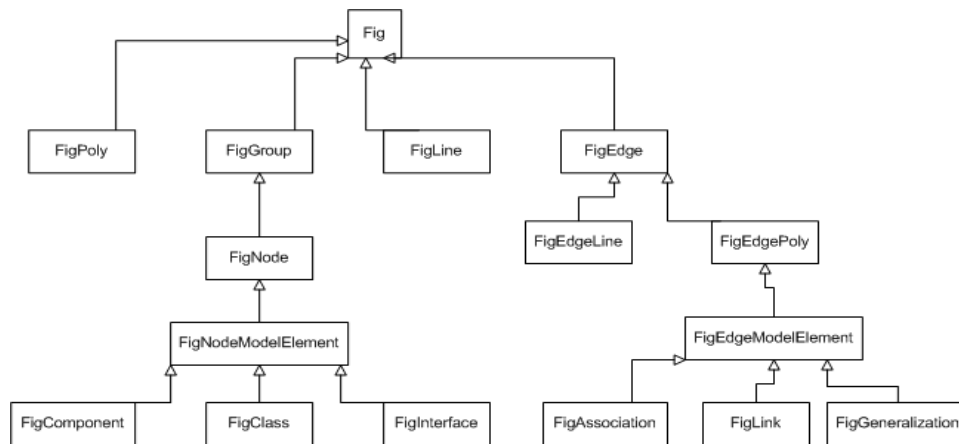 Fig
FigPoly
FigGroup
FigLine
FigEdge
FigEdgeLine
FigEdgePoly
FigNode
FigNodeModelElement
FigEdgeModelElement
FigComponent
FigClass
FigInterface
FigAssociation
FigLink
FigGeneralization